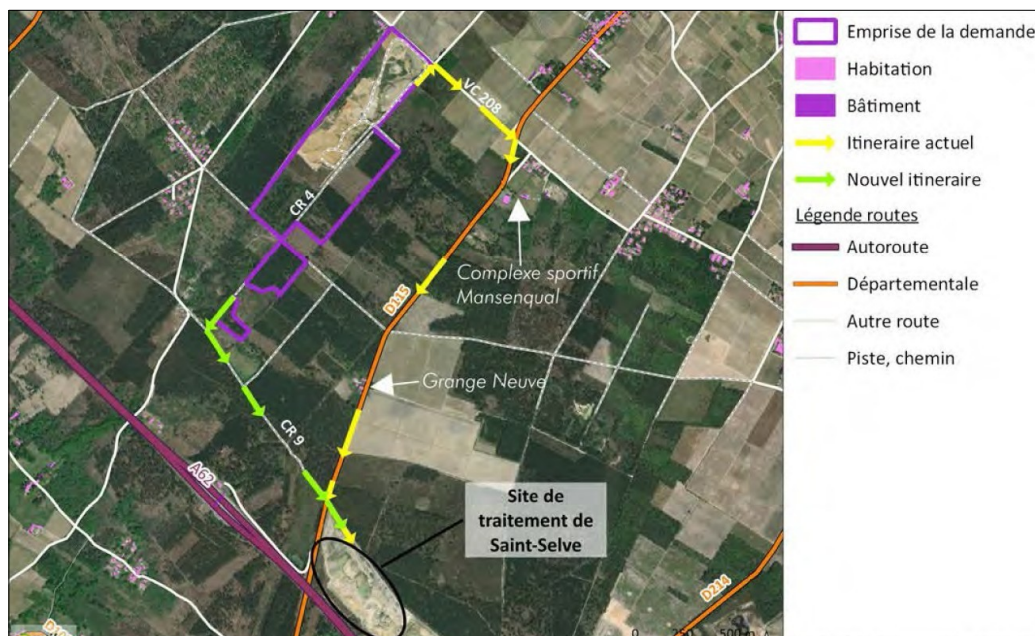 VC 208
CR 4
D115
Complexe sportif
Mansenqual
Grange Neuve
CR 9
A62
Site de
traitement de
Saint-Selve
D214
0 250 500 m
Emprise de la demande
Habitation
Bâtiment
Itineraire actuel
Nouvel itineraire
Légende routes
Autoroute
Départementale
Autre route
Piste, chemin